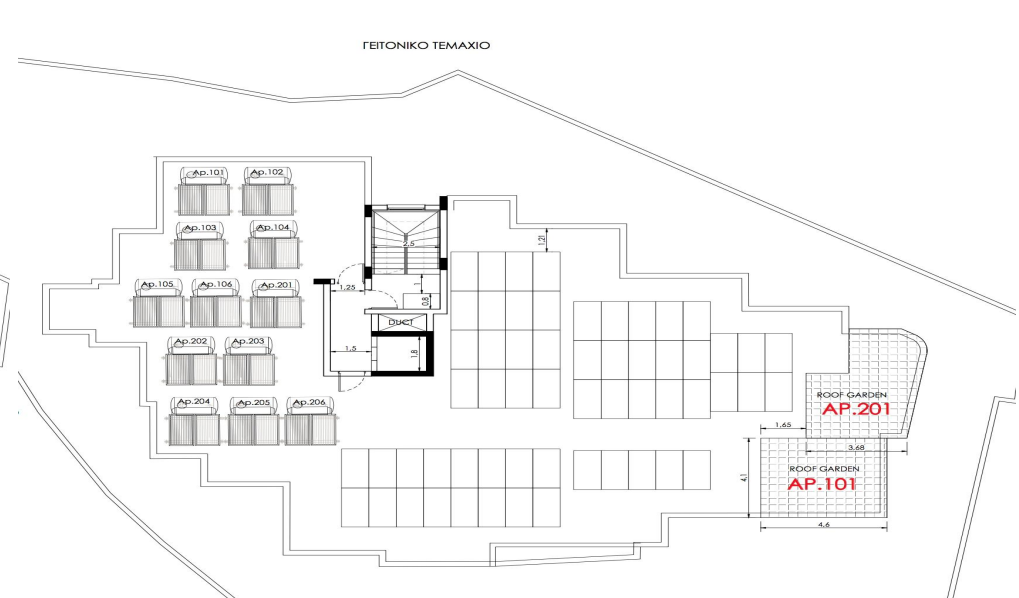 ΓΕΙΤΟΝΙΚΟ ΤΕΜΑΧΙΟ
Ap.101
Ap.102
Ap.103
Ap.104
2,5
1,21
Ap.105
Ap.106
Ap.201
1,25
1
0,8
DUCT
Ap.202
Ap.203
1,5
1,8
Ap.204
Ap.205
Ap.206
ROOF GARDEN
AP.201
1,65
3,68
ROOF GARDEN
AP.101
4,1
4,6